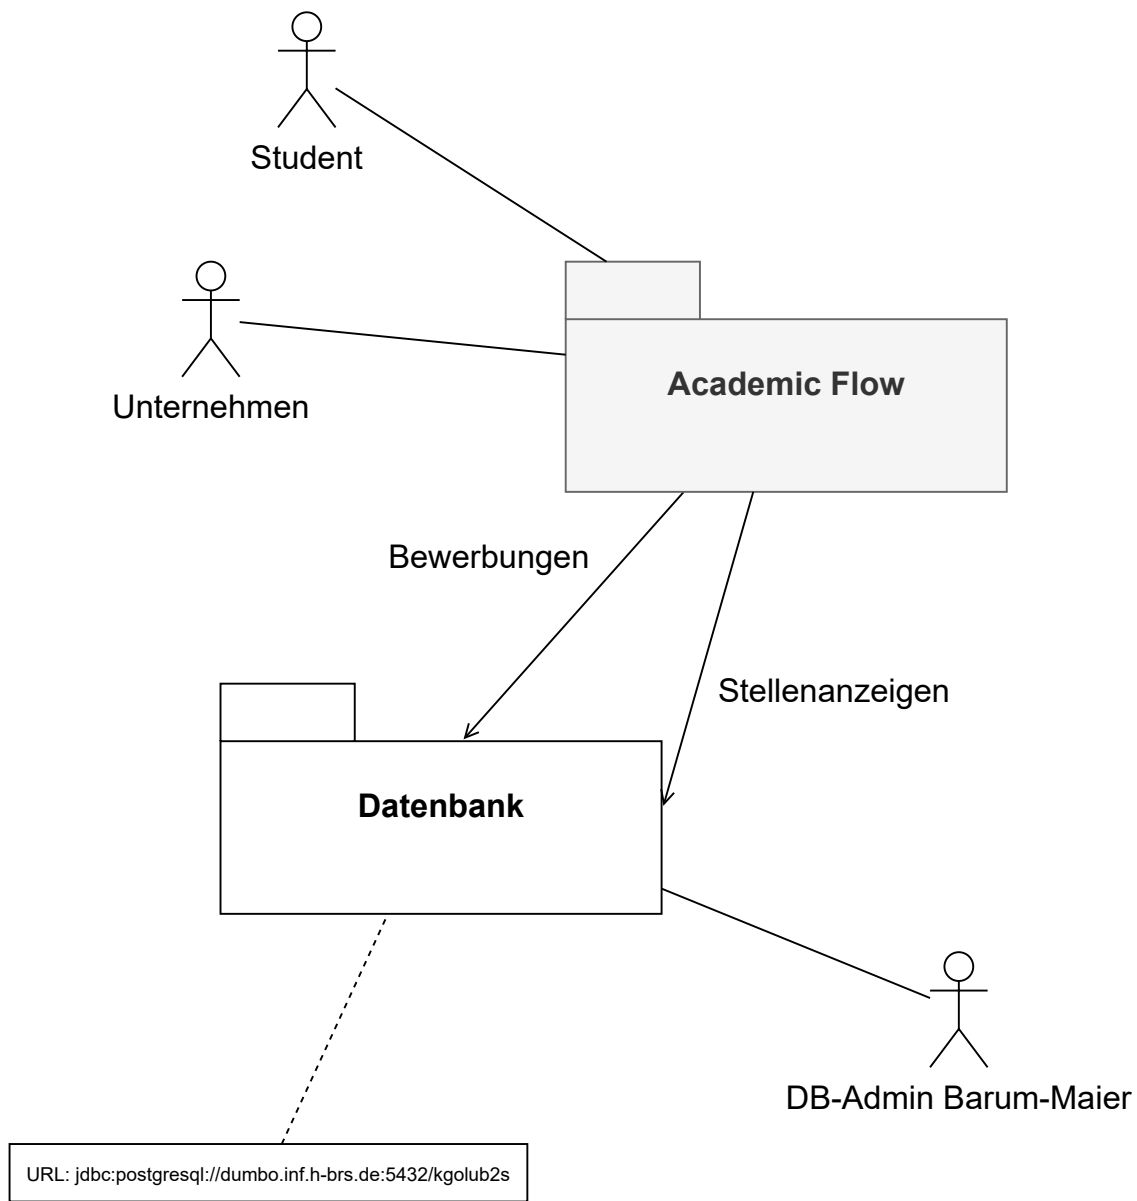 Student
Unternehmen
Academic Flow
Bewerbungen
Stellenanzeigen
Datenbank
DB-Admin Barum-Maier
URL: jdbc:postgresql://dumbo.inf.h-brs.de:5432/kgolub2s